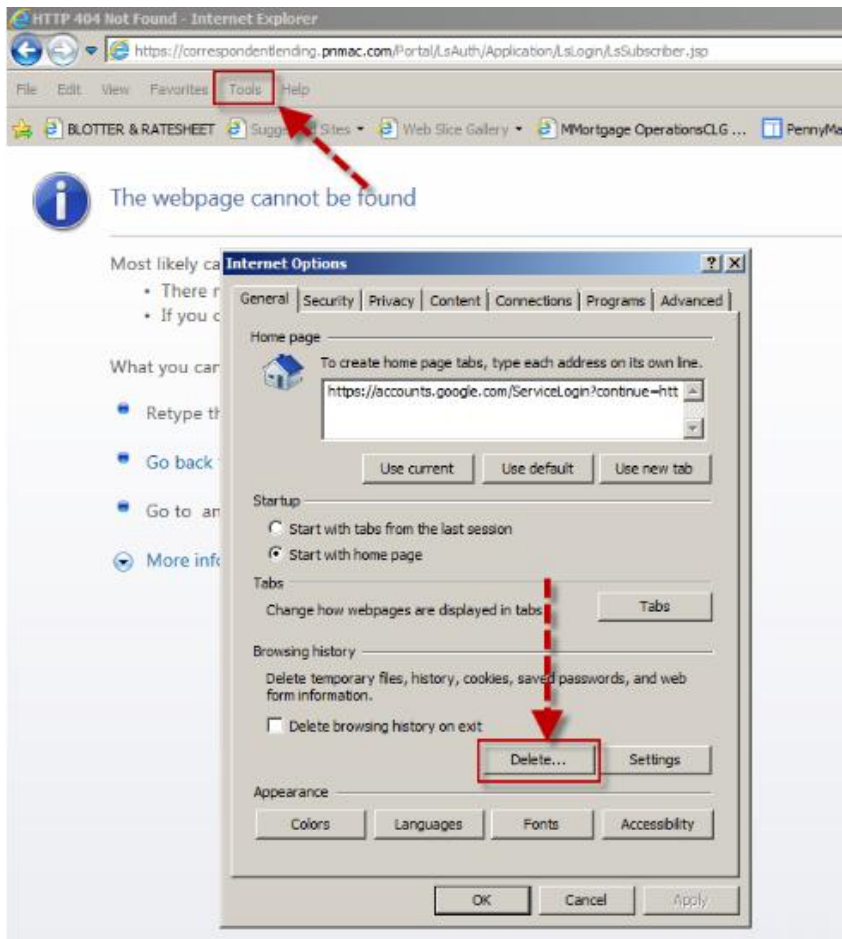 HTTP 404 Not Found - Internet Explorer
https://correspondentlending.pnmac.com/Portal/LsAuth/Application/LsLogin/LsSubscriber.jsp
File Edit View Favorites Tools Help
BLOTTER & RATESHEET Suggested Sites Web Slice Gallery MMortgage OperationsCLG ... PennyMa
The webpage cannot be found
Most likely ca
• There r
• If you c
What you can
Retype th
Go back
Go to an
More info
Internet Options
General Security Privacy Content Connections Programs Advanced
Home page
To create home page tabs, type each address on its own line.
https://accounts.google.com/ServiceLogin?continue=htt
Use current Use default Use new tab
Startup
Start with tabs from the last session
Start with home page
Tabs
Change how webpages are displayed in tabs
Tabs
Browsing history
Delete temporary files, history, cookies, saved passwords, and web
form information.
Delete browsing history on exit
Delete... Settings
Appearance
Colors Languages Fonts Accessibility
OK Cancel Apply